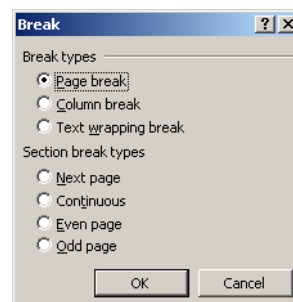 Break
Break types
Page break
Column break
Text wrapping break
Section break types
Next page
Continuous
Even page
Odd page
OK Cancel